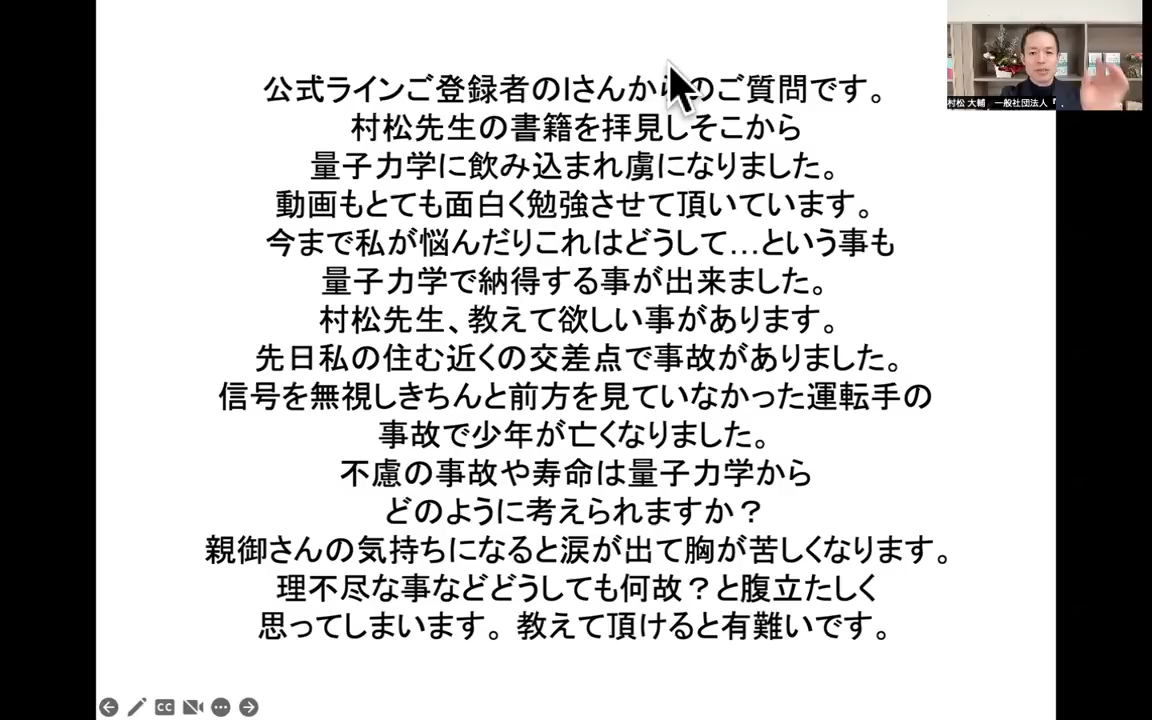 公式ラインご登録者のIさんからのご質問です。
村松先生の書籍を拝見しそこから
量子力学に飲み込まれ虜になりました。
動画もとても面白く勉強させて頂いています。
今まで私が悩んだりこれはどうして…という事も
量子力学で納得する事が出来ました。
村松先生、教えて欲しい事があります。
先日私の住む近くの交差点で事故がありました。
信号を無視しきちんと前方を見ていなかった運転手の
事故で少年が亡くなりました。
不慮の事故や寿命は量子力学から
どのように考えられますか？
親御さんの気持ちになると涙が出て胸が苦しくなります。
理不尽な事などどうしても何故？と腹立たしく
思ってしまいます。教えて頂けると有難いです。
村松 大輔 一般社団法人「
CC